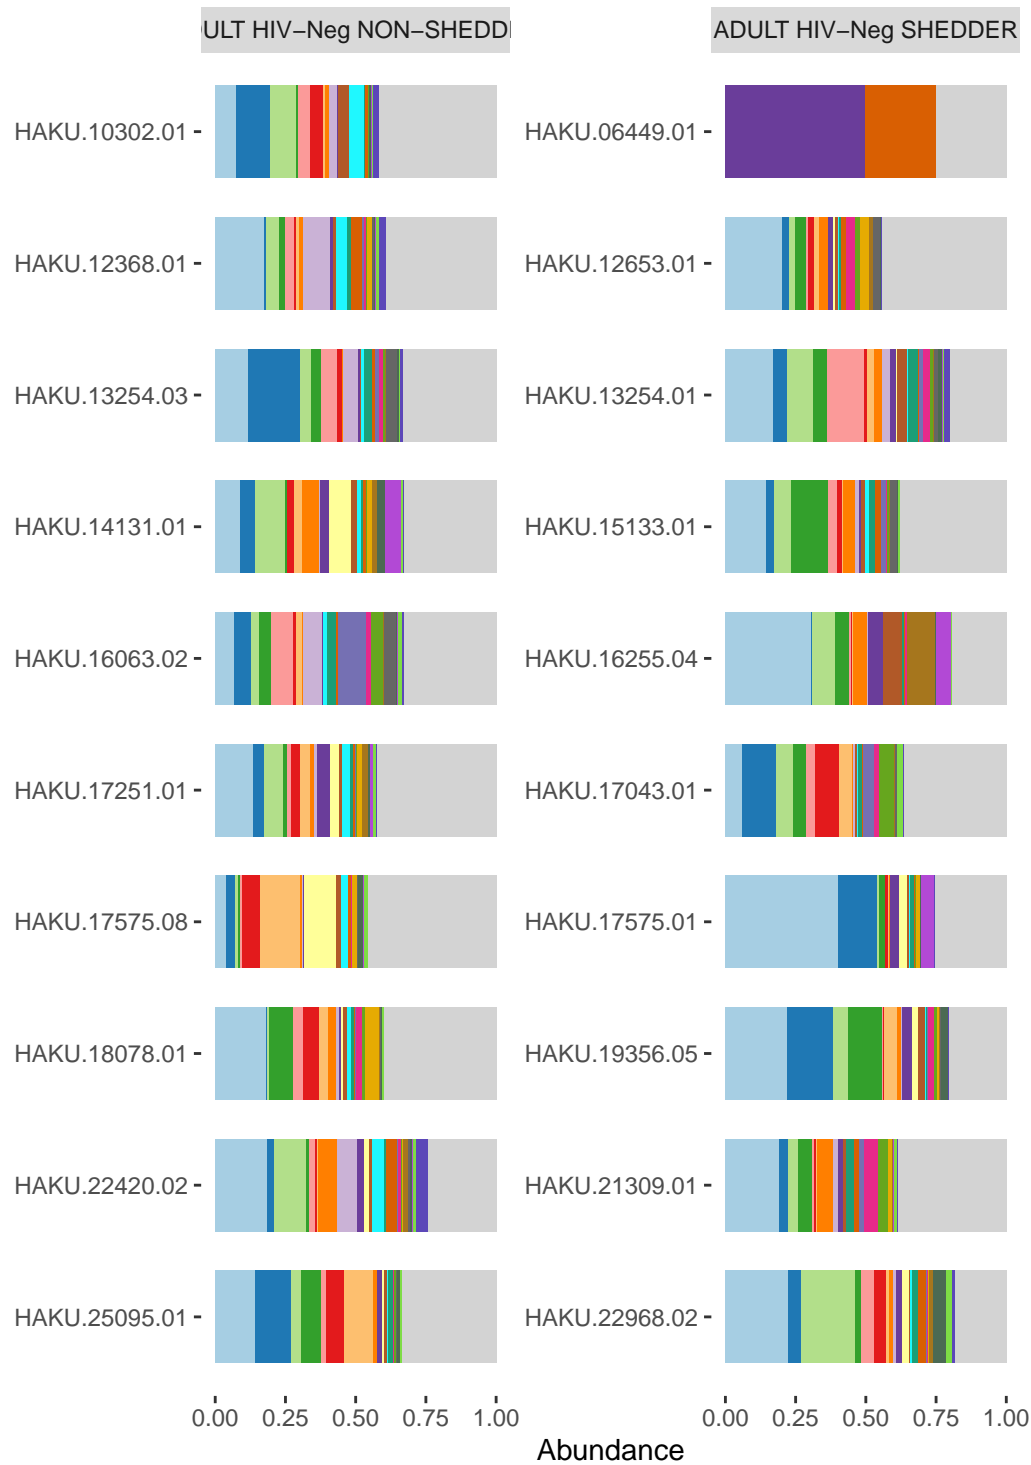 ULT HIV−Neg NON−SHEDD
ADULT HIV−Neg SHEDDER
HAKU.10302.01
HAKU.06449.01
HAKU.12368.01
HAKU.12653.01
HAKU.13254.03
HAKU.13254.01
HAKU.14131.01
HAKU.15133.01
HAKU.16063.02
HAKU.16255.04
HAKU.17251.01
HAKU.17043.01
HAKU.17575.08
HAKU.17575.01
HAKU.18078.01
HAKU.19356.05
HAKU.22420.02
HAKU.21309.01
HAKU.25095.01
HAKU.22968.02
0.00 0.25 0.50 0.75 1.00
0.00 0.25 0.50 0.75 1.00
Abundance